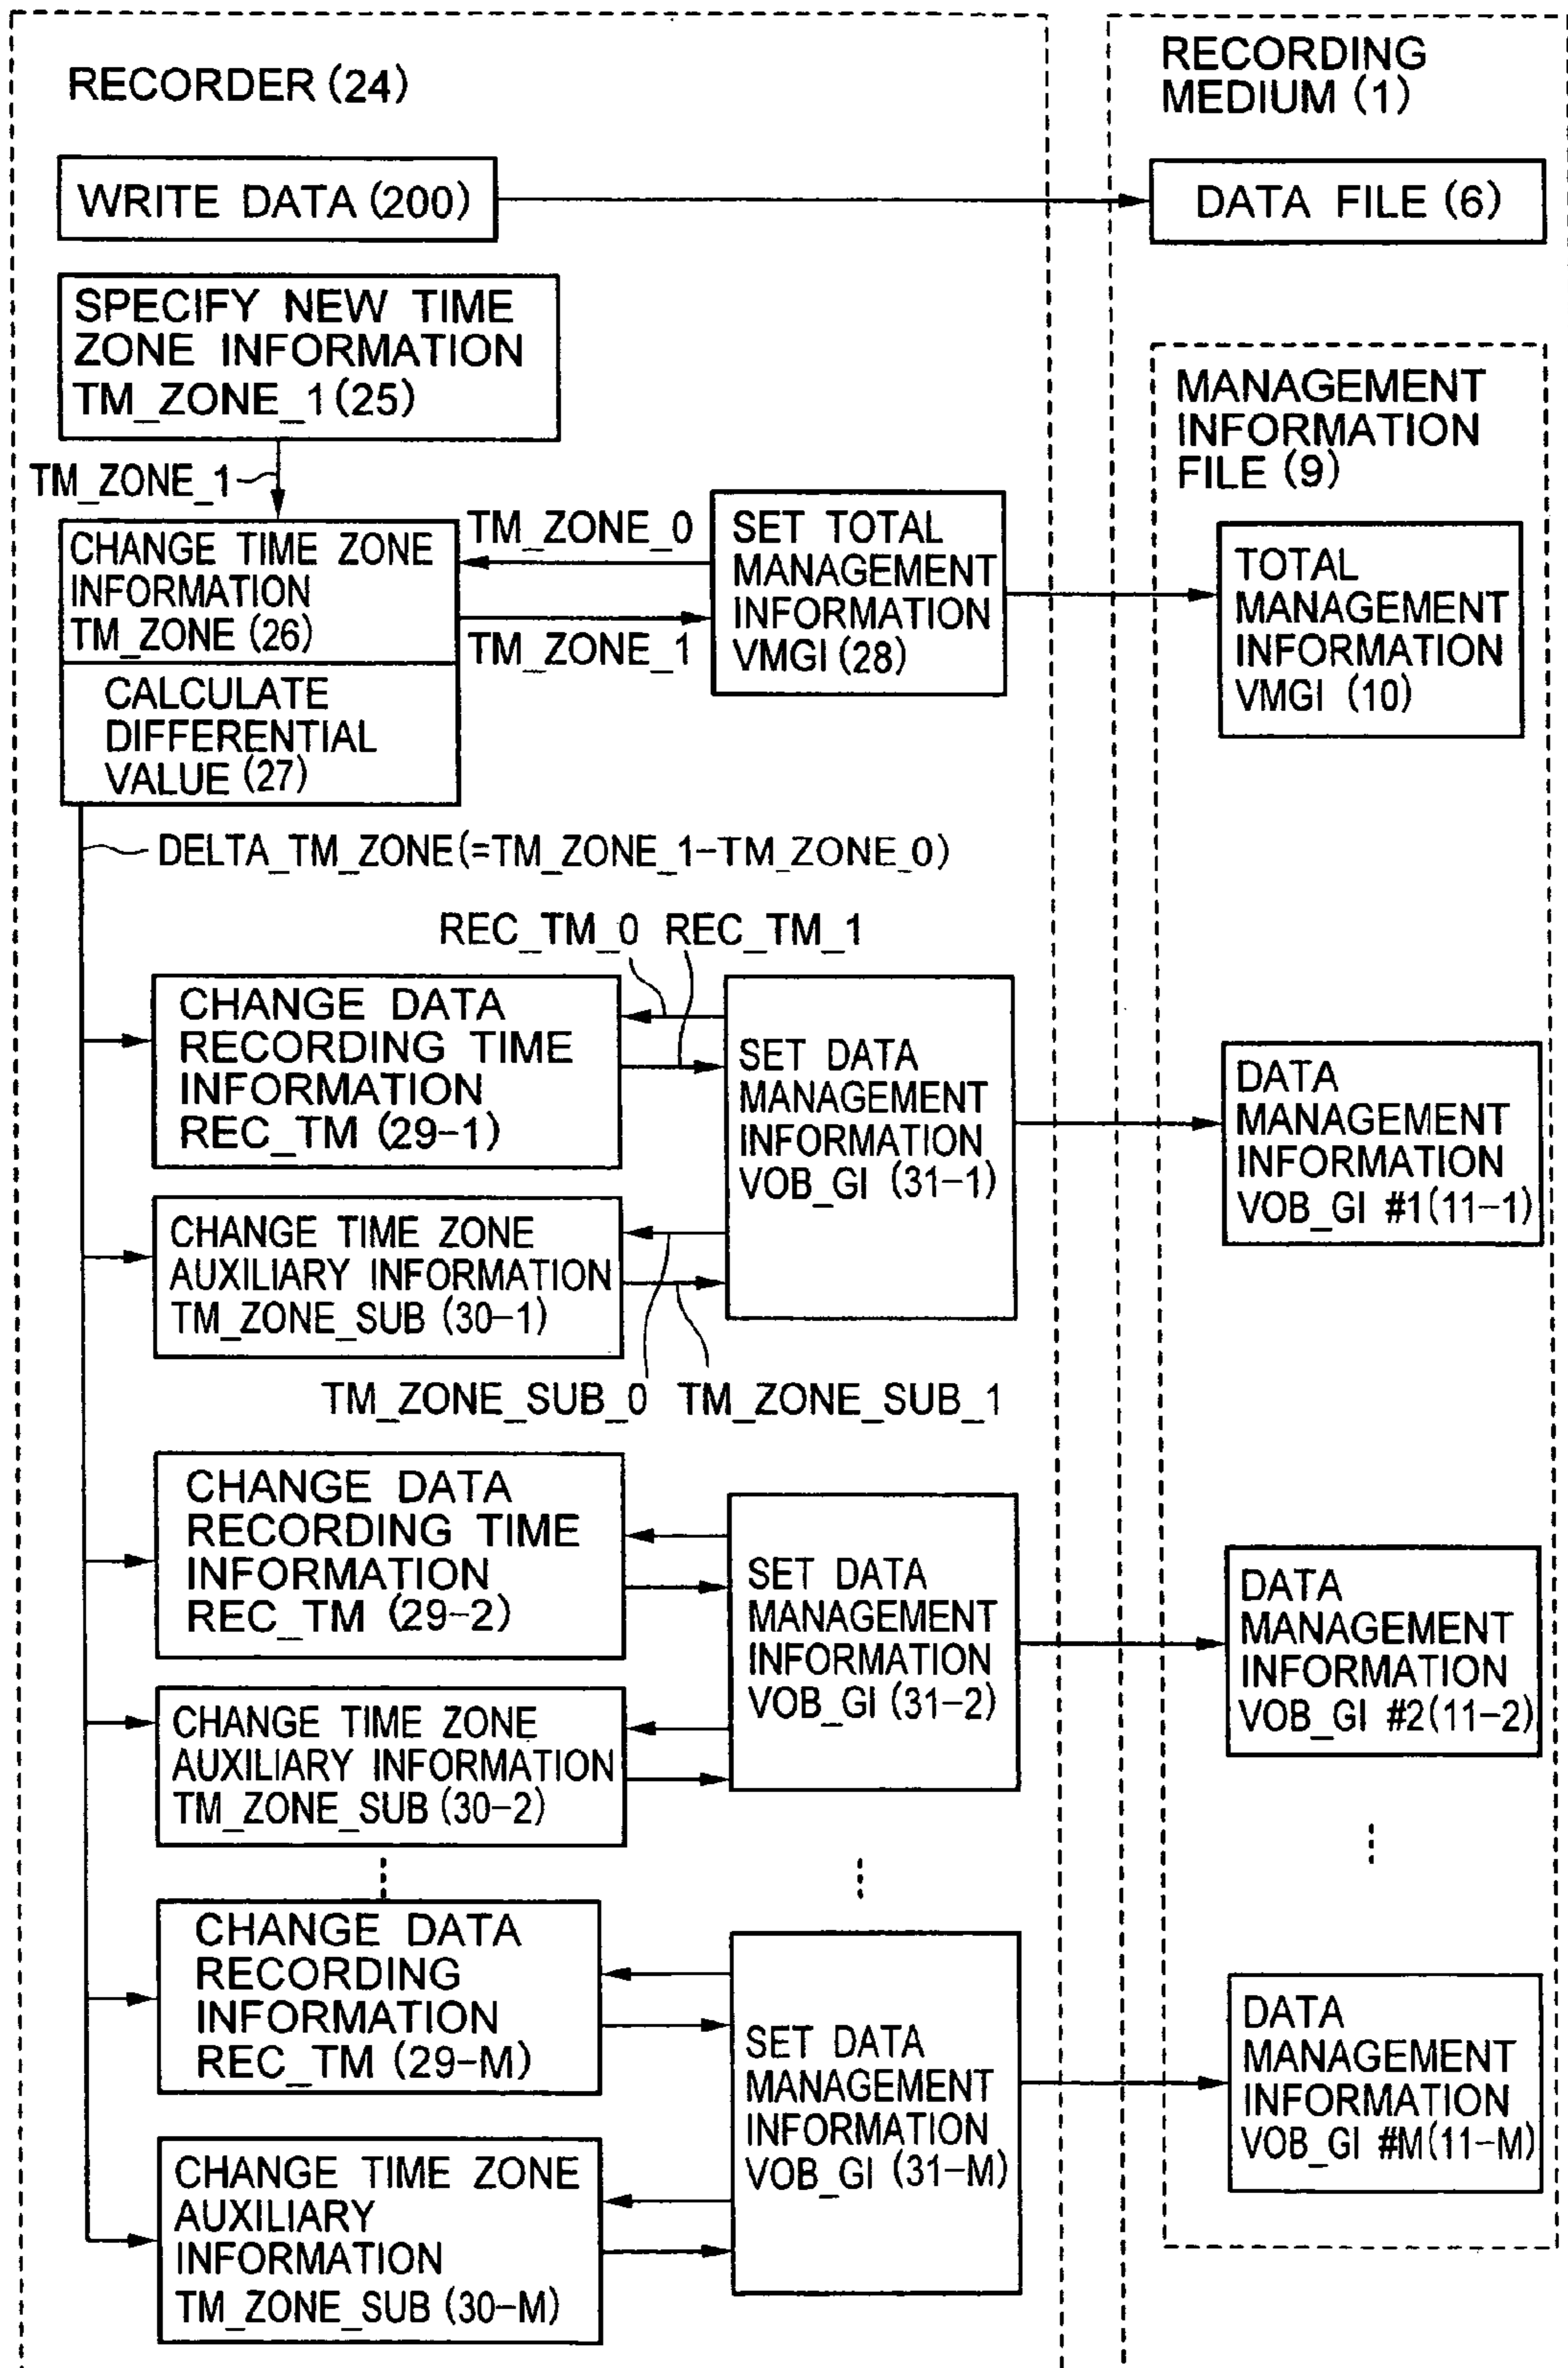 RECORDER (24)
RECORDING
MEDIUM (1)
WRITE DATA (200)
DATA FILE (6)
SPECIFY NEW TIME
ZONE INFORMATION
TM_ZONE_1 (25)
MANAGEMENT
INFORMATION
FILE (9)
TM_ZONE_1
CHANGE TIME ZONE
INFORMATION
TM_ZONE (26)
CALCULATE
DIFFERENTIAL
VALUE (27)
TM_ZONE_0
TM_ZONE_1
SET TOTAL
MANAGEMENT
INFORMATION
VMGI (28)
TOTAL
MANAGEMENT
INFORMATION
VMGI (10)
DELTA_TM_ZONE(=TM_ZONE_1-TM_ZONE_0)
REC_TM_0 REC_TM_1
CHANGE DATA
RECORDING TIME
INFORMATION
REC_TM (29-1)
SET DATA
MANAGEMENT
INFORMATION
VOB_GI (31-1)
DATA
MANAGEMENT
INFORMATION
VOB_GI #1(11-1)
CHANGE TIME ZONE
AUXILIARY INFORMATION
TM_ZONE_SUB (30-1)
TM_ZONE_SUB_0 TM_ZONE_SUB_1
CHANGE DATA
RECORDING TIME
INFORMATION
REC_TM (29-2)
SET DATA
MANAGEMENT
INFORMATION
VOB_GI (31-2)
DATA
MANAGEMENT
INFORMATION
VOB_GI #2(11-2)
CHANGE TIME ZONE
AUXILIARY INFORMATION
TM_ZONE_SUB (30-2)
CHANGE DATA
RECORDING
INFORMATION
REC_TM (29-M)
SET DATA
MANAGEMENT
INFORMATION
VOB_GI (31-M)
DATA
MANAGEMENT
INFORMATION
VOB_GI #M(11-M)
CHANGE TIME ZONE
AUXILIARY
INFORMATION
TM_ZONE_SUB (30-M)